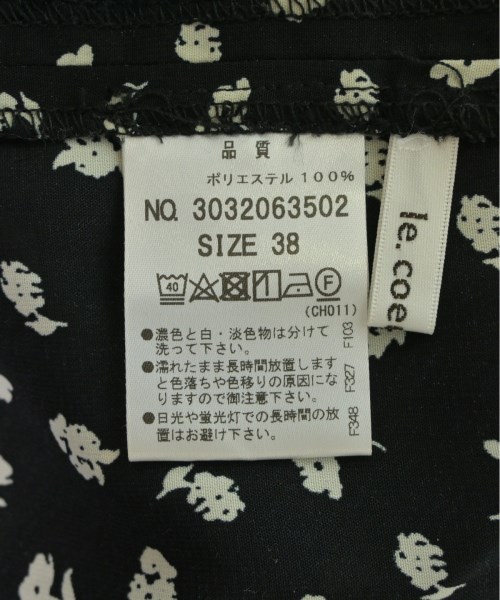 品質
ポリエステル 100%
NO. 3032063502
SIZE 38
40
F
(CH011)
●濃色と白・淡色物は分けて
洗って下さい。
F103
●濡れたまま長時間放置します
と色落ちや色移りの原因にな
りますので御注意下さい。
F327
●日光や蛍光灯での長時間の放
置はお避け下さい。
F348
le.coe